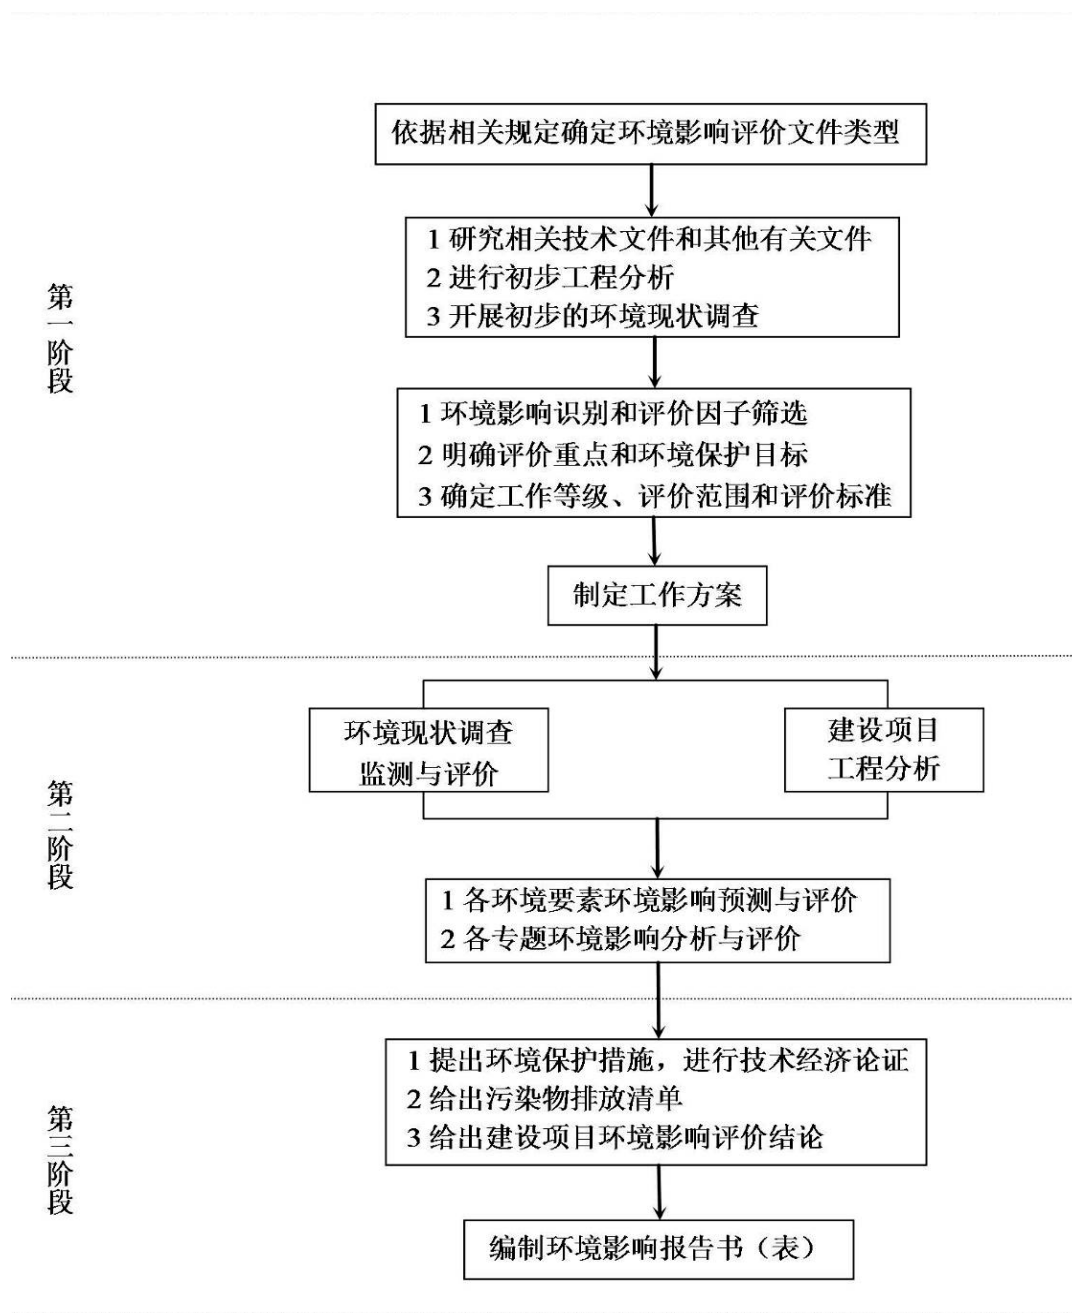 依据相关规定确定环境影响评价文件类型
1 研究相关技术文件和其他有关文件
2 进行初步工程分析
3 开展初步的环境现状调查
第一阶段
1 环境影响识别和评价因子筛选
2 明确评价重点和环境保护目标
3 确定工作等级、评价范围和评价标准
制定工作方案
环境现状调查
监测与评价
建设项目
工程分析
第二阶段
1 各环境要素环境影响预测与评价
2 各专题环境影响分析与评价
1 提出环境保护措施，进行技术经济论证
2 给出污染物排放清单
3 给出建设项目环境影响评价结论
第三阶段
编制环境影响报告书（表）